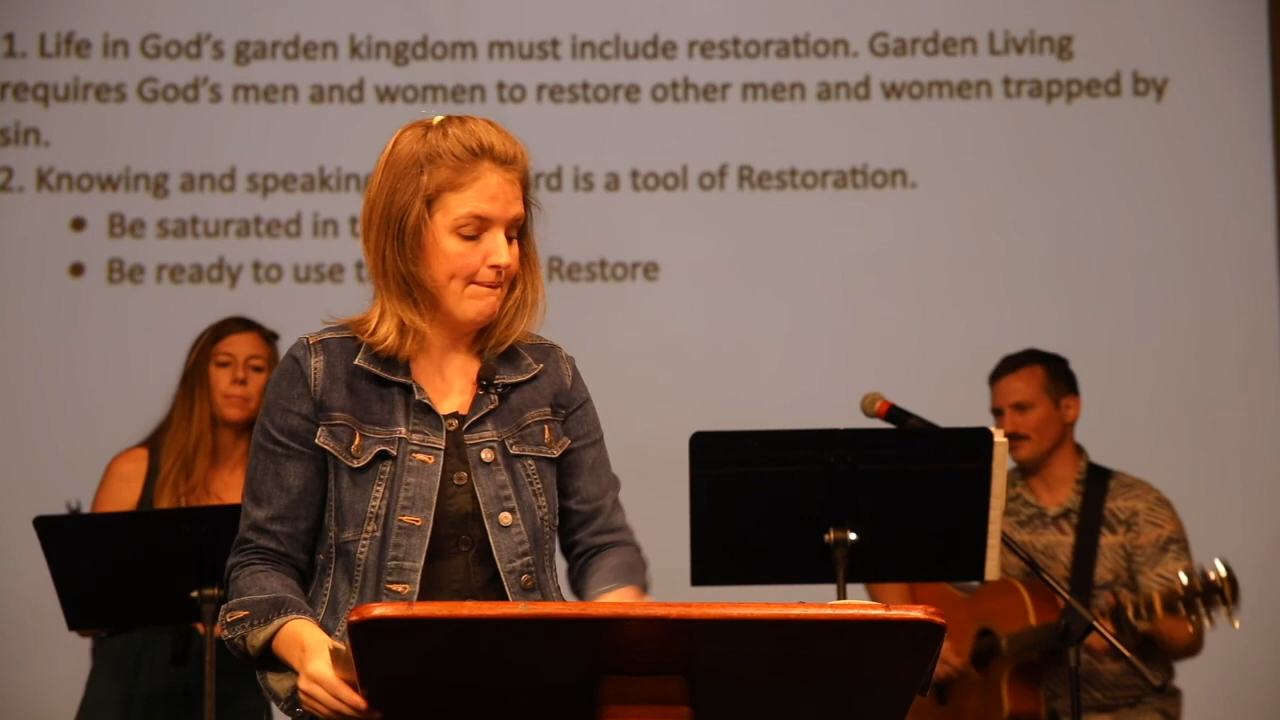 1. Life in God's garden kingdom must include restoration. Garden Living
requires God's men and women to restore other men and women trapped by
sin.
2. Knowing and speaking rd is a tool of Restoration.
• Be saturated in t
• Be ready to use t Restore